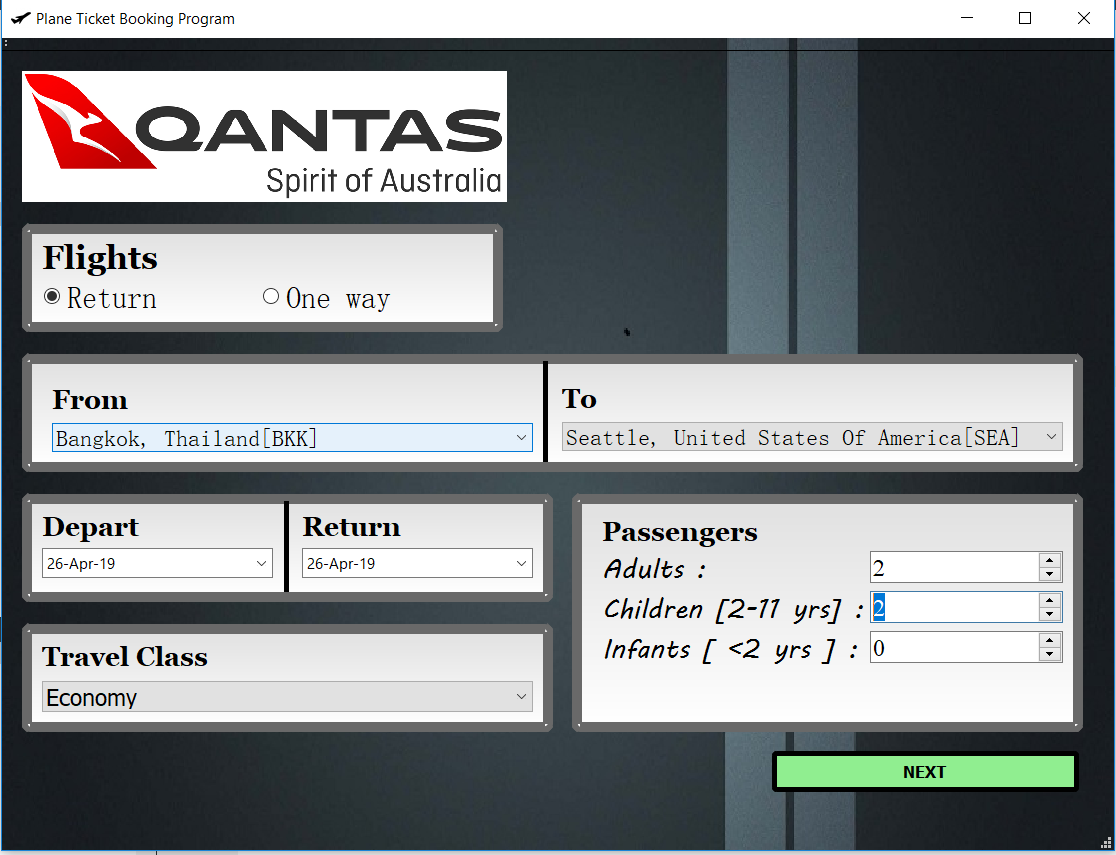 Plane Ticket Booking Program
QANTAS
Spirit of Australia
Flights
Return
One way
From
Bangkok, Thailand[BKK]
To
Seattle, United States Of America[SEA]
Depart
26-Apr-19
Return
26-Apr-19
Passengers
Adults :
2
Children [2-11 yrs] :
2
Infants [ <2 yrs ] :
0
Travel Class
Economy
NEXT